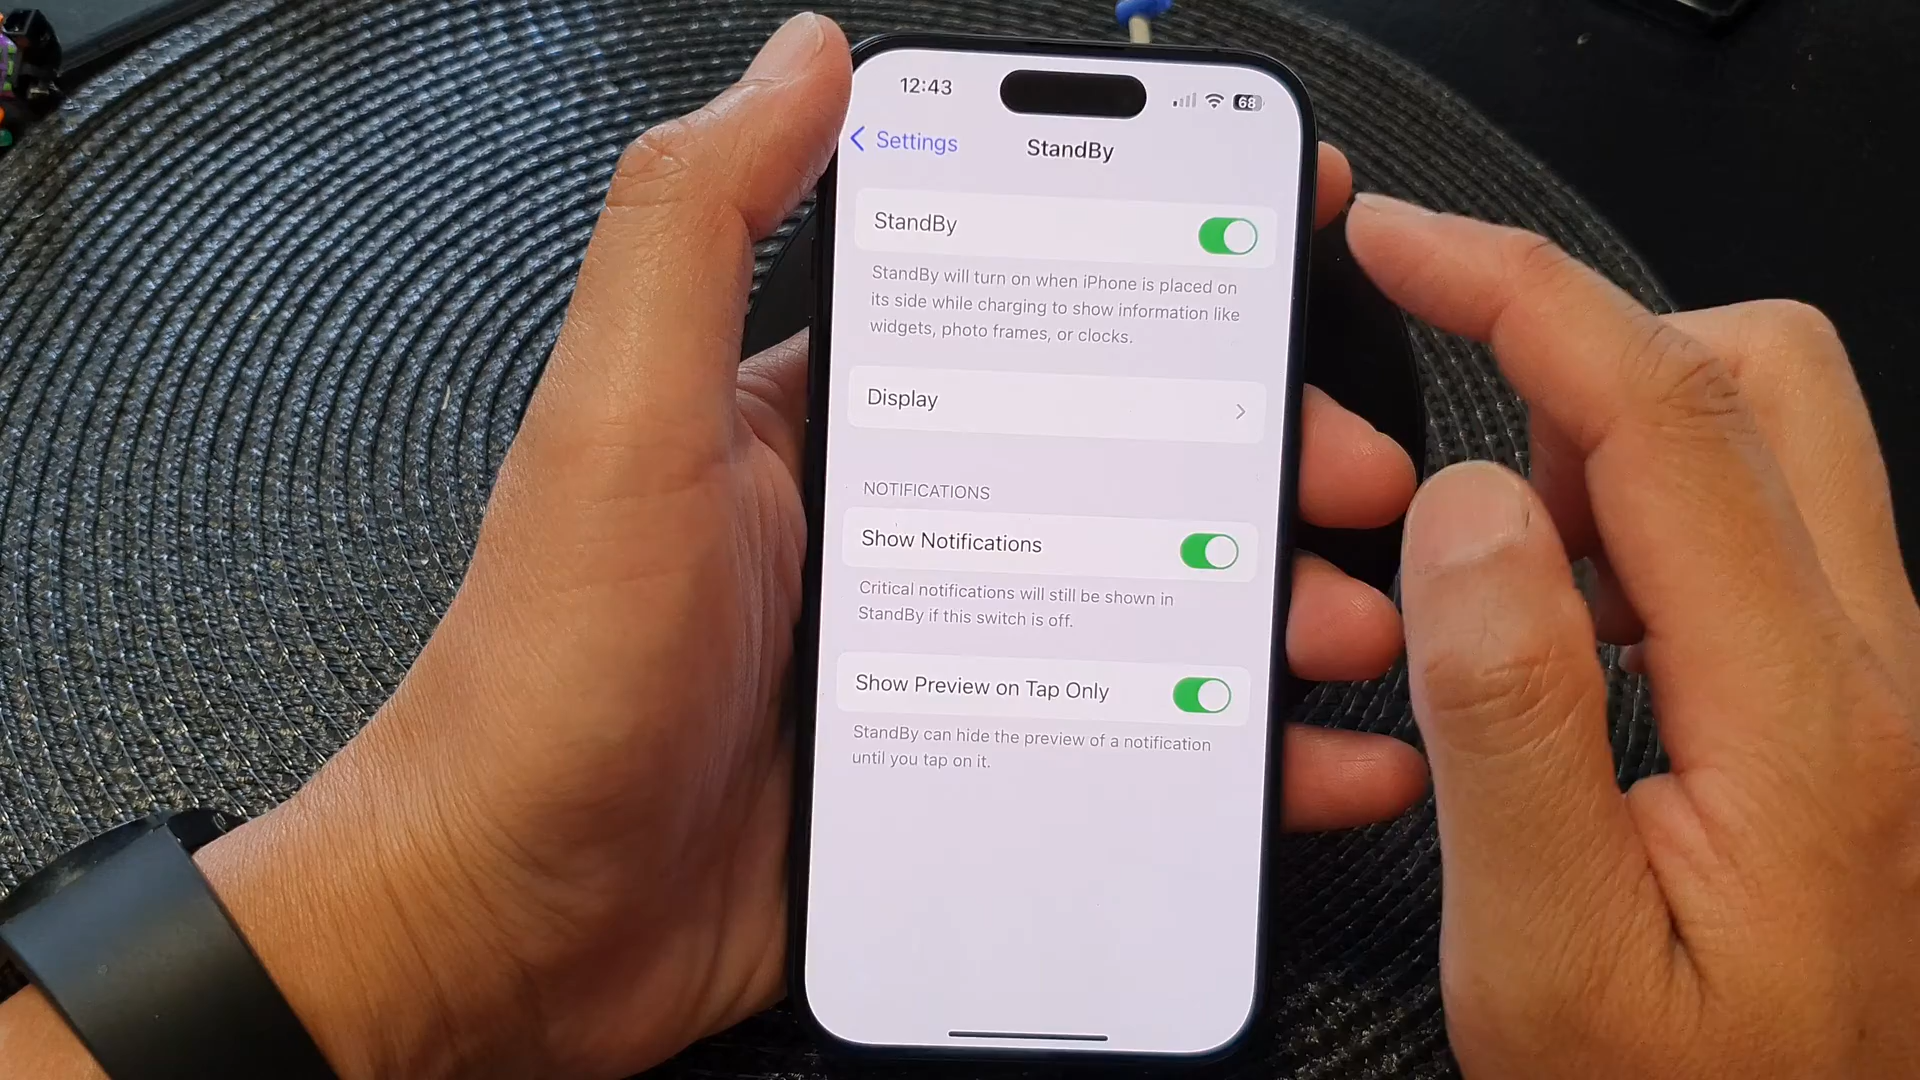 12:43
68
Settings
StandBy
StandBy
StandBy will turn on when iPhone is placed on
its side while charging to show information like
widgets, photo frames, or clocks.
Display
NOTIFICATIONS
Show Notifications
Critical notifications will still be shown in
StandBy if this switch is off.
Show Preview on Tap Only
StandBy can hide the preview of a notification
until you tap on it.